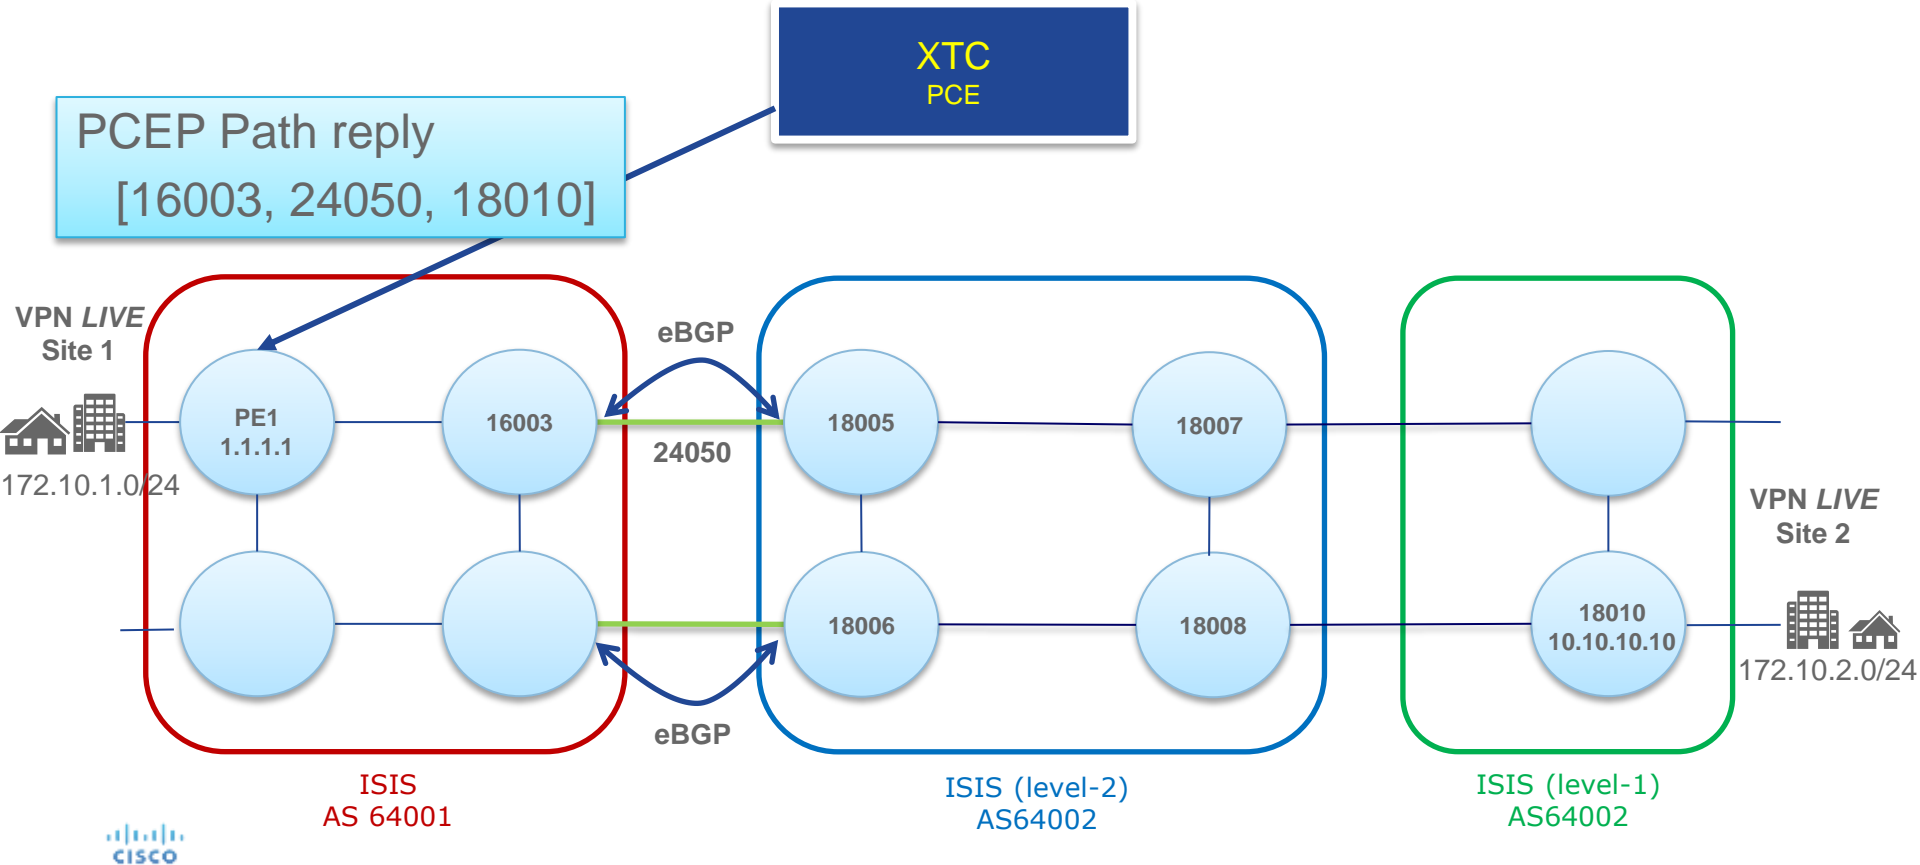 XTC
PCE
PCEP Path reply
[16003, 24050, 18010]
VPN LIVE
Site 1
eBGP
PE1
1.1.1.1
16003
18005
18007
24050
172.10.1.0/24
VPN LIVE
Site 2
18006
18008
18010
10.10.10.10
172.10.2.0/24
eBGP
ISIS
AS 64001
ISIS (level-2)
AS64002
ISIS (level-1)
AS64002
CISCO